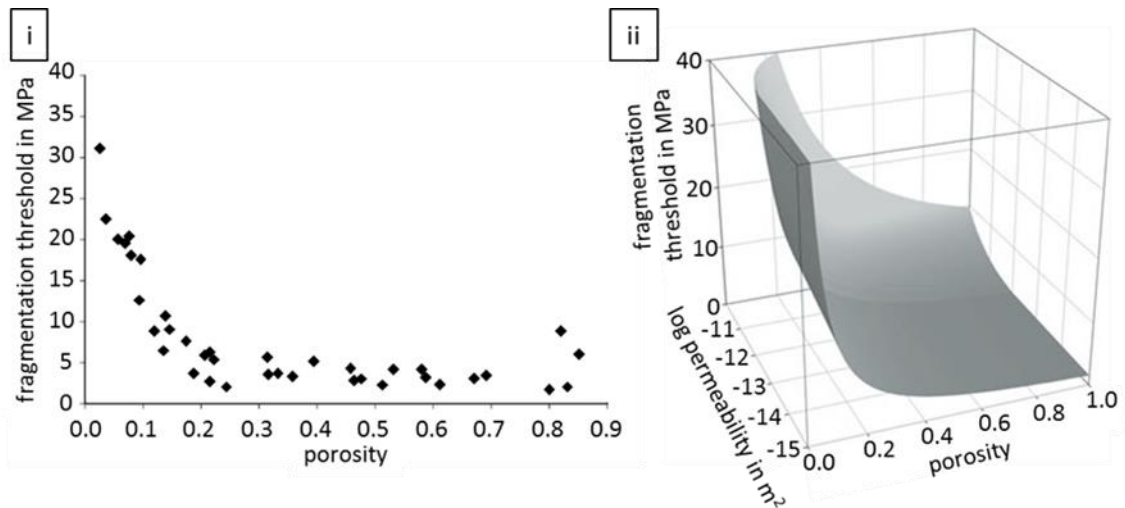 i
40
35
30
25
20
15
10
5
0
fragmentation threshold in MPa
0.0 0.1 0.2 0.3 0.4 0.5 0.6 0.7 0.8 0.9
porosity
ii
40
30
20
10
0
fragmentation
threshold in MPa
-11
-12
-13
-14
-15
log permeability in m2
0.0 0.2 0.4 0.6 0.8 1.0
porosity